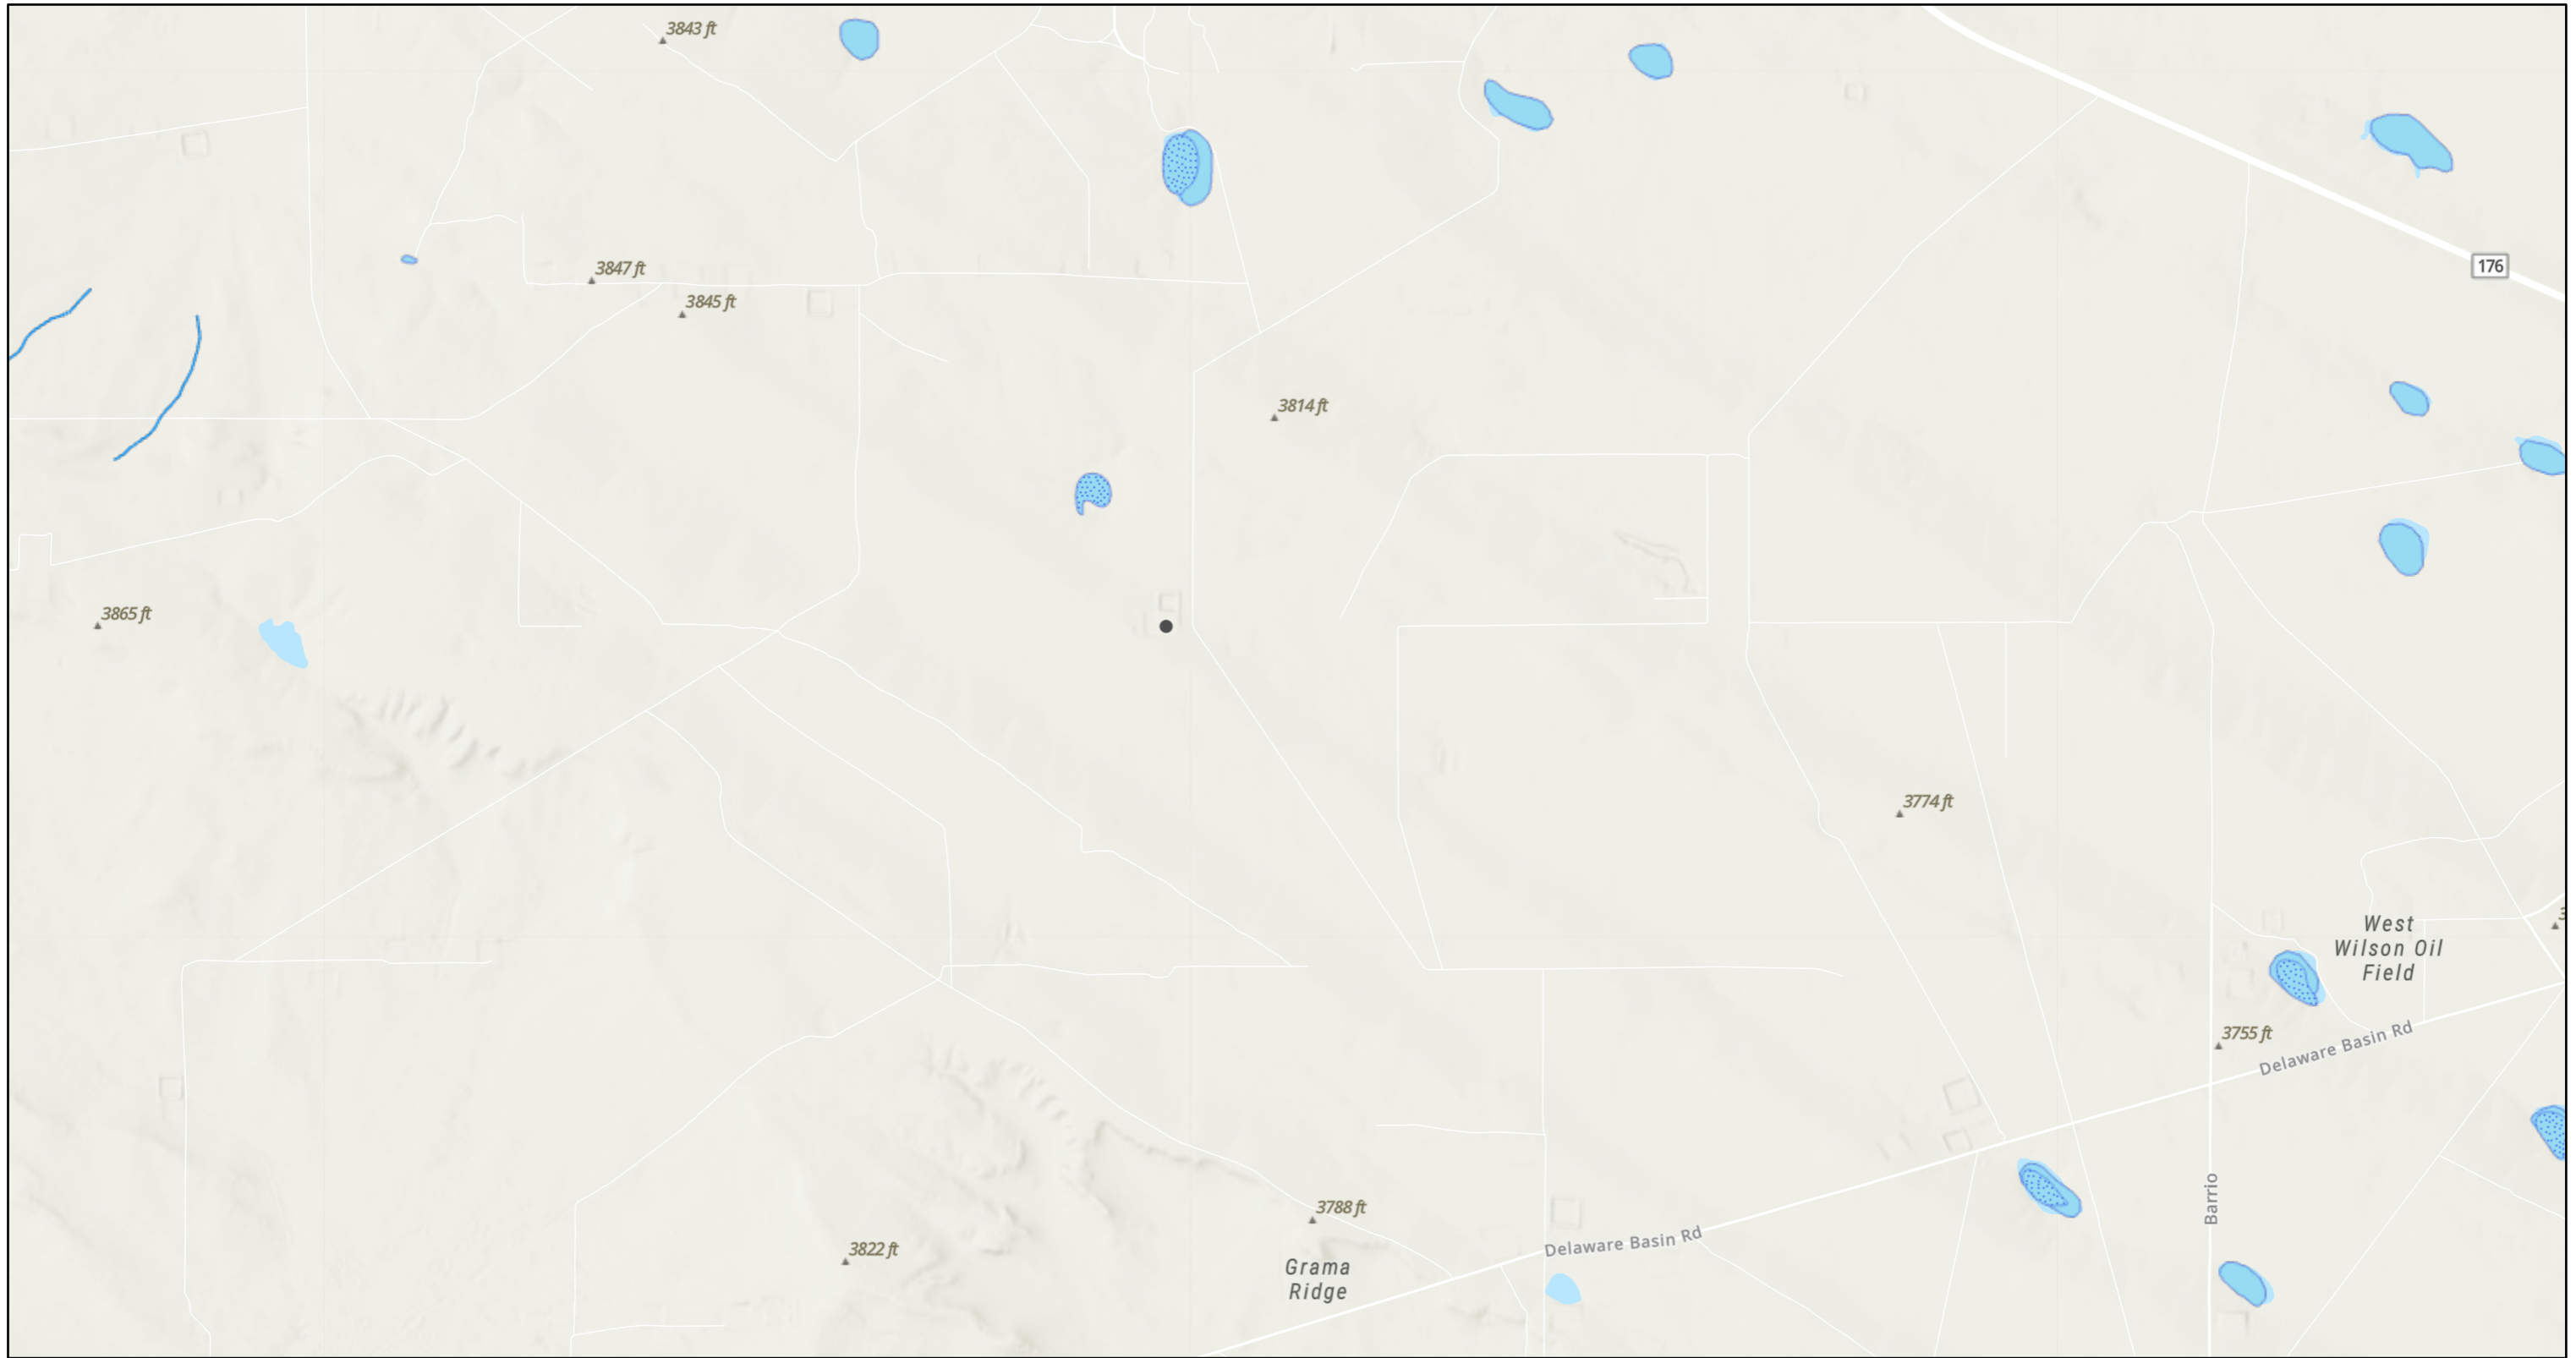 3843 ft
176
3847 ft
3845 ft
3814 ft
3865 ft
3774 ft
West
Wilson Oil
Field
3755 ft
Delaware Basin Rd
Barrio
3788 ft
Delaware Basin Rd
3822 ft
Grama
Ridge